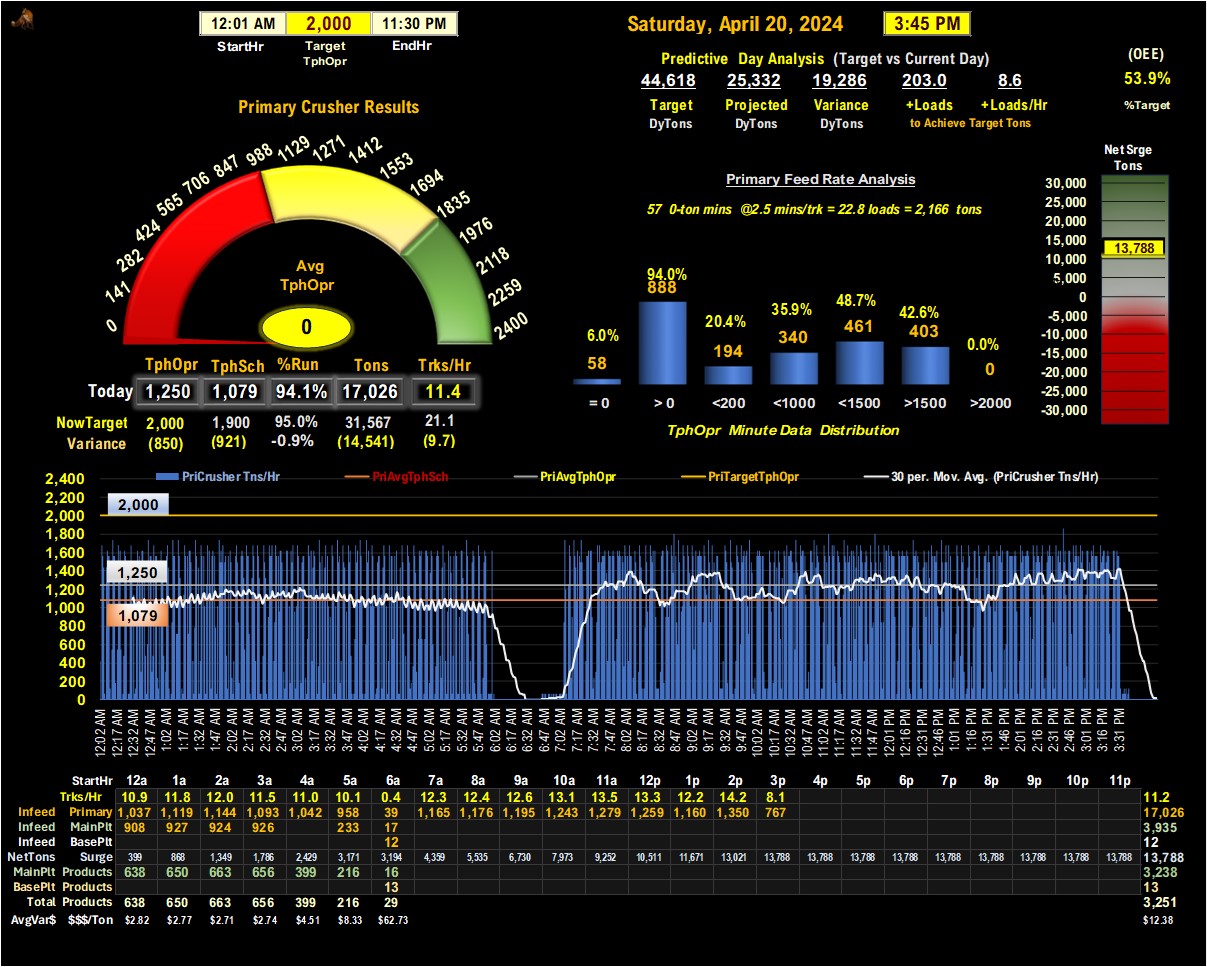 12:01 AM 2,000 11:30 PM
StartHr Target TphOpr EndHr
Saturday, April 20, 2024 3:45 PM
Predictive Day Analysis (Target vs Current Day)
44,618 25,332 19,286 203.0 8.6
Target Projected Variance +Loads +Loads/Hr
DyTons DyTons DyTons to Achieve Target Tons
(OEE)
53.9%
%Target
Primary Crusher Results
0 141 282 424 565 706 847 988 1129 1271 1412 1553 1694 1835 1976 2118 2259 2400
Avg
TphOpr
0
TphOpr TphSch %Run Tons Trks/Hr
Today 1,250 1,079 94.1% 17,026 11.4
NowTarget 2,000 1,900 95.0% 31,567 21.1
Variance (850) (921) -0.9% (14,541) (9.7)
Primary Feed Rate Analysis
57 0-ton mins @2.5 mins/trk = 22.8 loads = 2,166 tons
6.0% 94.0% 20.4% 35.9% 48.7% 42.6% 0.0%
58 888 194 340 461 403 0
= 0 > 0 <200 <1000 <1500 >1500 >2000
TphOpr Minute Data Distribution
Net Srge
Tons
30,000
25,000
20,000
15,000
13,788
10,000
5,000
0
-5,000
-10,000
-15,000
-20,000
-25,000
-30,000
PriCrusher Tns/Hr PriAvgTphSch PriAvgTphOpr PriTargetTphOpr 30 per. Mov. Avg. (PriCrusher Tns/Hr)
2,400
2,200
2,000
1,800
1,600
1,400
1,200
1,000
800
600
400
200
0
2,000
1,250
1,079
12:02 AM 12:17 AM 12:32 AM 12:47 AM 1:02 AM 1:17 AM 1:32 AM 1:47 AM 2:02 AM 2:17 AM 2:32 AM 2:47 AM 3:02 AM 3:17 AM 3:32 AM 3:47 AM 4:02 AM 4:17 AM 4:32 AM 4:47 AM 5:02 AM 5:17 AM 5:32 AM 5:47 AM 6:02 AM 6:17 AM 6:32 AM 6:47 AM 7:02 AM 7:17 AM 7:32 AM 7:47 AM 8:02 AM 8:17 AM 8:32 AM 8:47 AM 9:02 AM 9:17 AM 9:32 AM 9:47 AM 10:02 AM 10:17 AM 10:32 AM 10:47 AM 11:02 AM 11:17 AM 11:32 AM 11:47 AM 12:01 PM 12:16 PM 12:31 PM 12:46 PM 1:01 PM 1:16 PM 1:31 PM 1:46 PM 2:01 PM 2:16 PM 2:31 PM 2:46 PM 3:01 PM 3:16 PM 3:31 PM
StartHr 12a 1a 2a 3a 4a 5a 6a 7a 8a 9a 10a 11a 12p 1p 2p 3p 4p 5p 6p 7p 8p 9p 10p 11p
Trks/Hr 10.9 11.8 12.0 11.5 11.0 10.1 0.4 12.3 12.4 12.6 13.1 13.5 13.3 12.2 14.2 8.1 11.2
Infeed Primary 1,037 1,119 1,144 1,093 1,042 958 39 1,165 1,176 1,195 1,243 1,279 1,259 1,160 1,350 767 17,026
Infeed MainPlt 908 927 924 926 233 17 3,935
Infeed BasePlt 12 12
NetTons Surge 399 868 1,349 1,786 2,429 3,171 3,194 4,359 5,535 6,730 7,973 9,252 10,511 11,671 13,021 13,788 13,788 13,788 13,788 13,788 13,788 13,788 13,788 13,788 13,788
MainPlt Products 638 650 663 656 399 216 16 3,238
BasePlt Products 13 13
Total Products 638 650 663 656 399 216 29 3,251
AvgVar$ $$$/Ton $2.82 $2.77 $2.71 $2.74 $4.51 $8.33 $62.73 $12.38